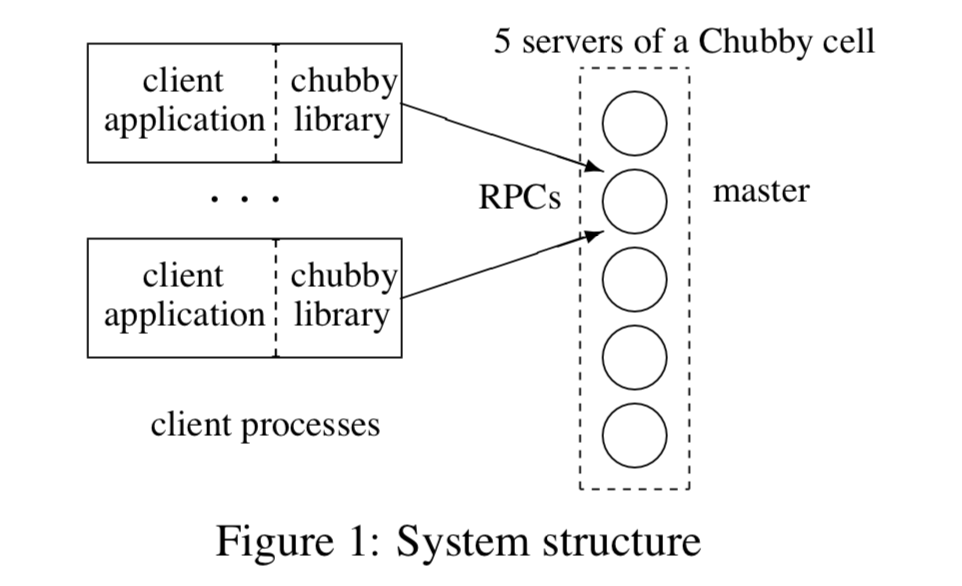 5 servers of a Chubby cell
client
application
chubby
library
. . .
RPCs
master
client
application
chubby
library
client processes
Figure 1: System structure